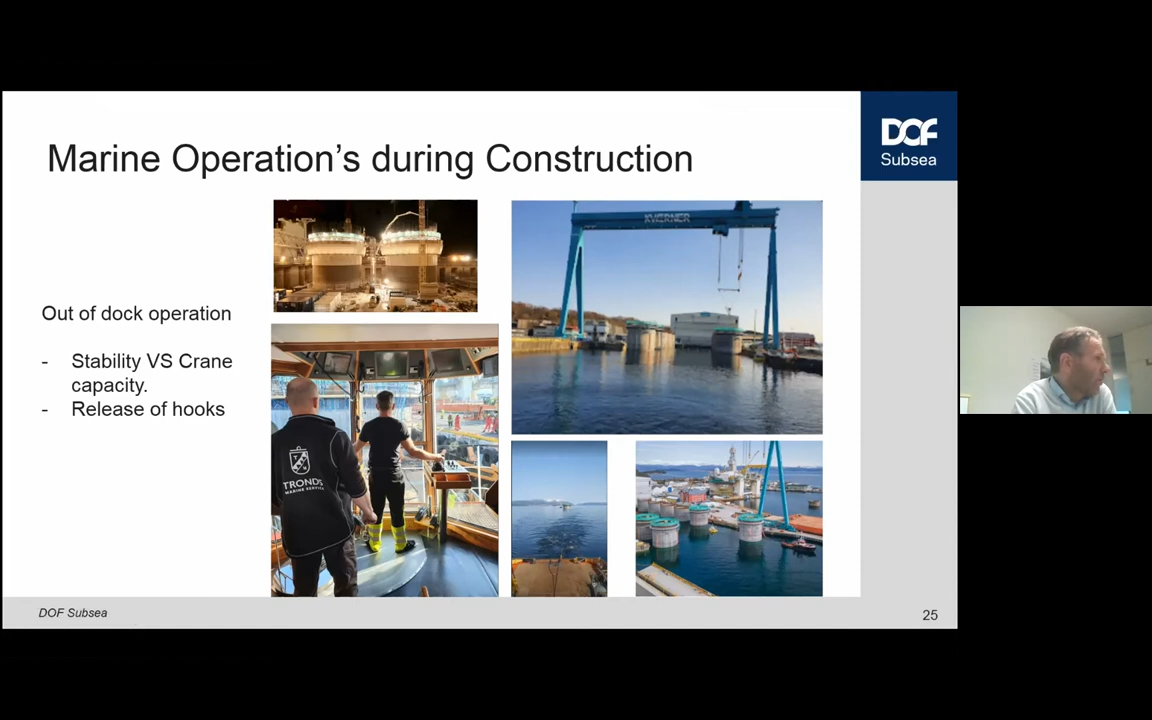 DOF
Subsea
Marine Operation's during Construction
KVÆRNER
Out of dock operation
- Stability VS Crane
capacity.
- Release of hooks
TRONDS
MARINE SERVICE
DOF Subsea
25